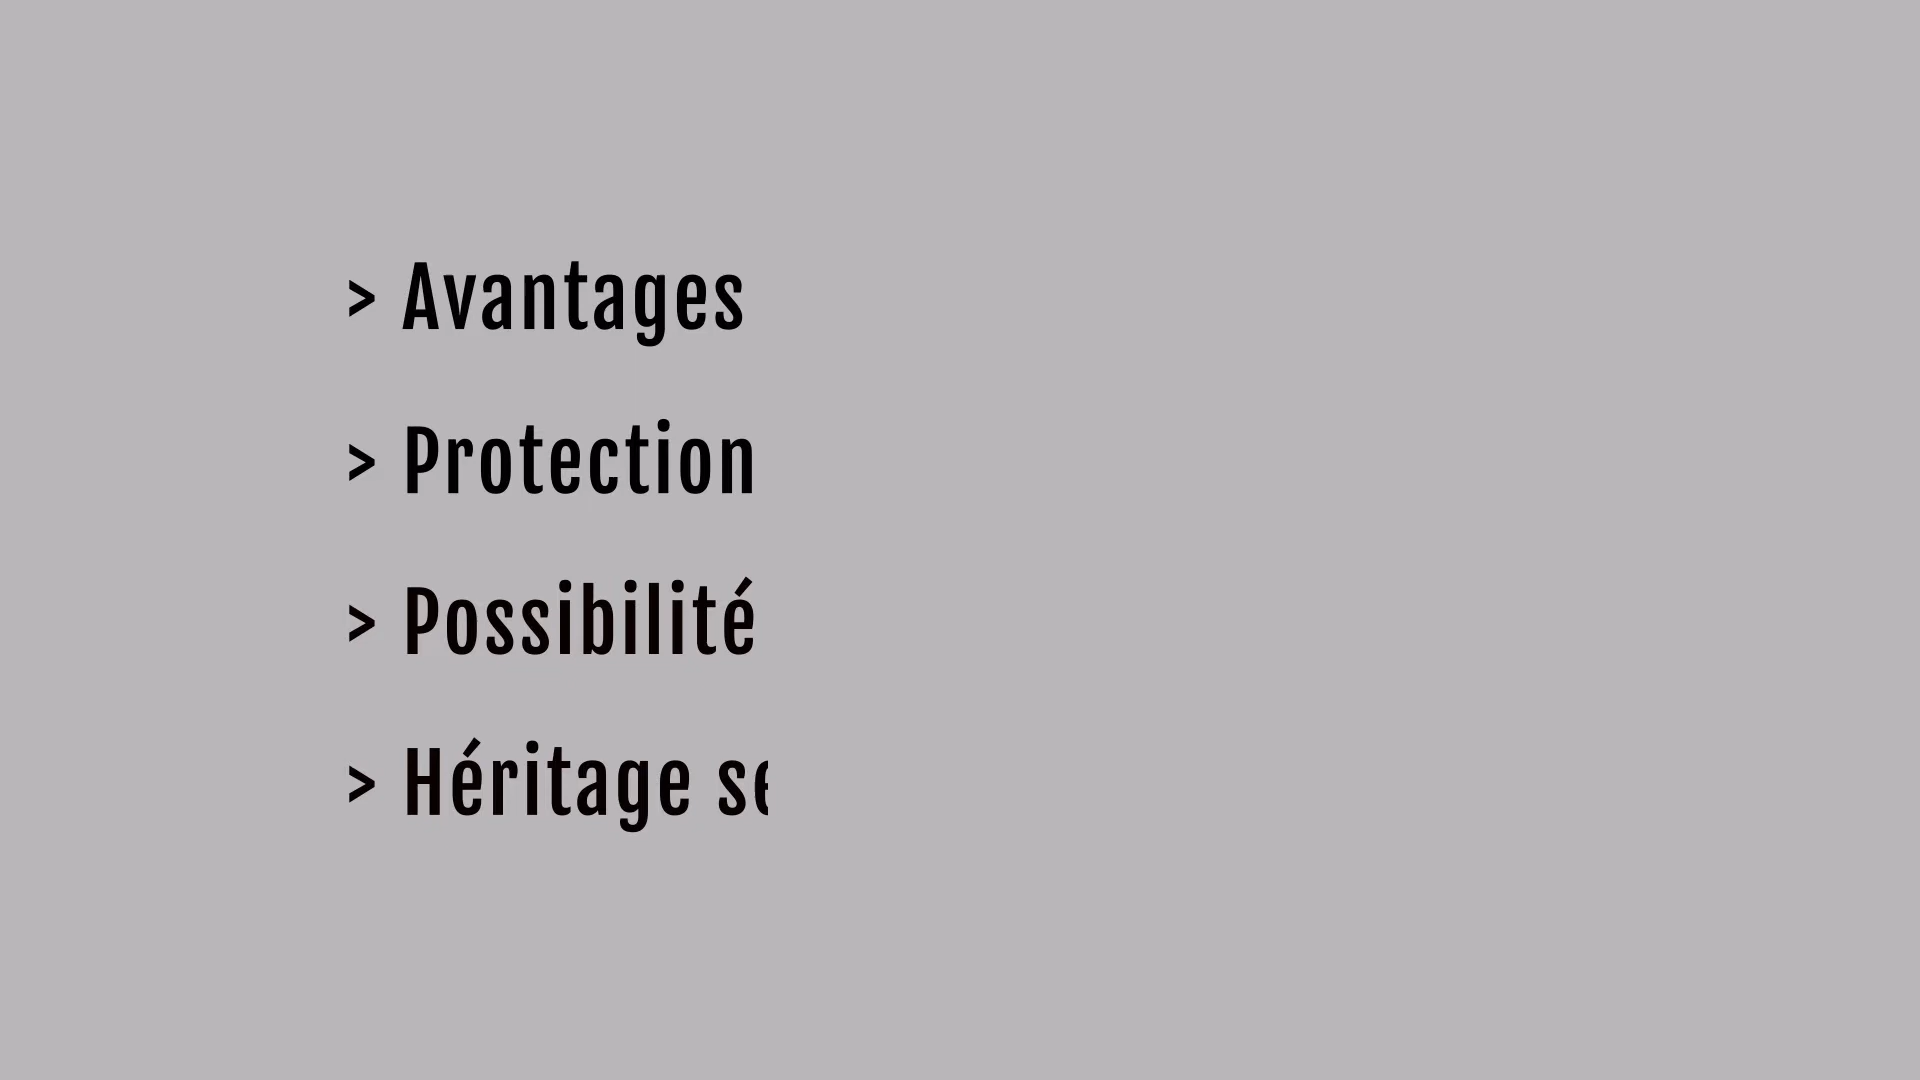 > Avantages
> Protection
> Possibilité
> Héritage